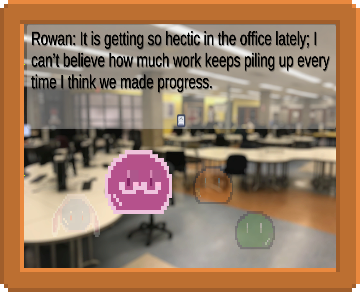 Rowan: It is getting so hectic in the office lately; I
can't believe how much work keeps piling up every
time I think we made progress.